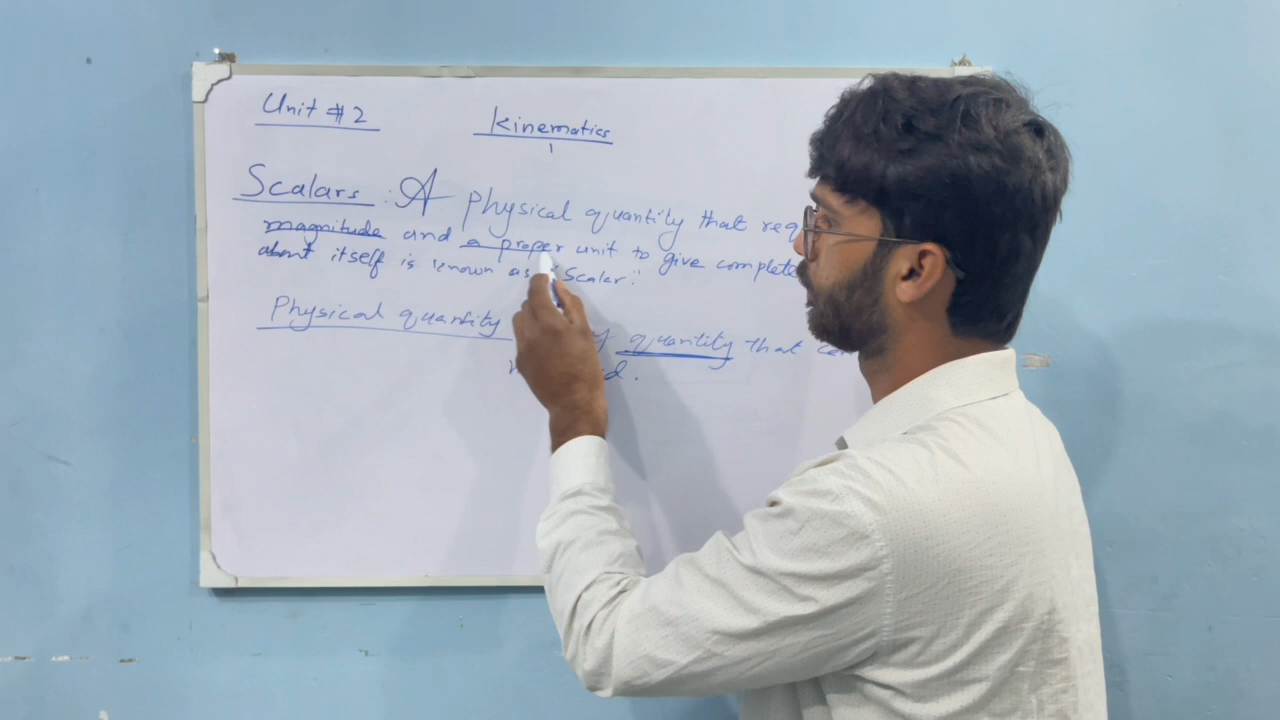 Unit # 2
Kinematics
Scalars : A physical quantity that req
magnitude and a proper unit to give complete
about itself is known as "Scalar."
Physical quantity quantity that